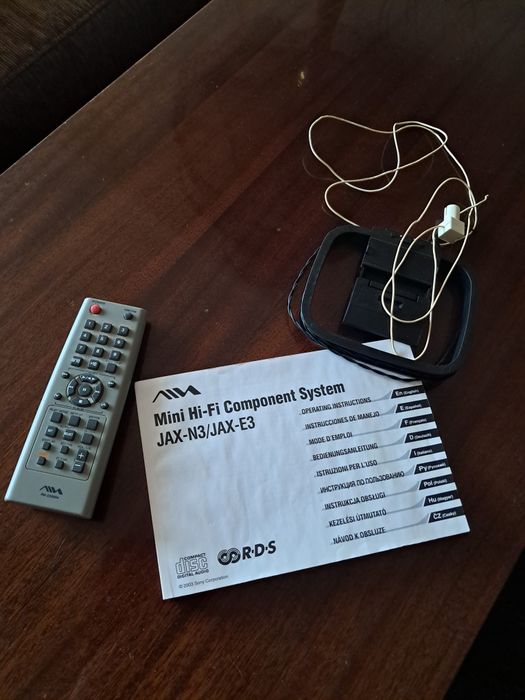 AIWA
Mini Hi-Fi Component System
JAX-N3/JAX-E3
OPERATING INSTRUCTIONS
En (English)
INSTRUCCIONES DE MANEJO
E (Español)
MODE D'EMPLOI
F (Français)
BEDIENUNGSANLEITUNG
D (Deutsch)
ISTRUZIONI PER L'USO
I (Italiano)
ИНСТРУКЦИЯ ПО ПОЛЬЗОВАНИЮ
Ру (Русский)
INSTRUKCJA OBSŁUGI
Pol (Polski)
KEZELÉSI ÚTMUTATÓ
Hu (Magyar)
NÁVOD K OBSLUZE
CZ (Česky)
COMPACT
disc
DIGITAL AUDIO
R·D·S
© 2003 Sony Corporation
AIWA